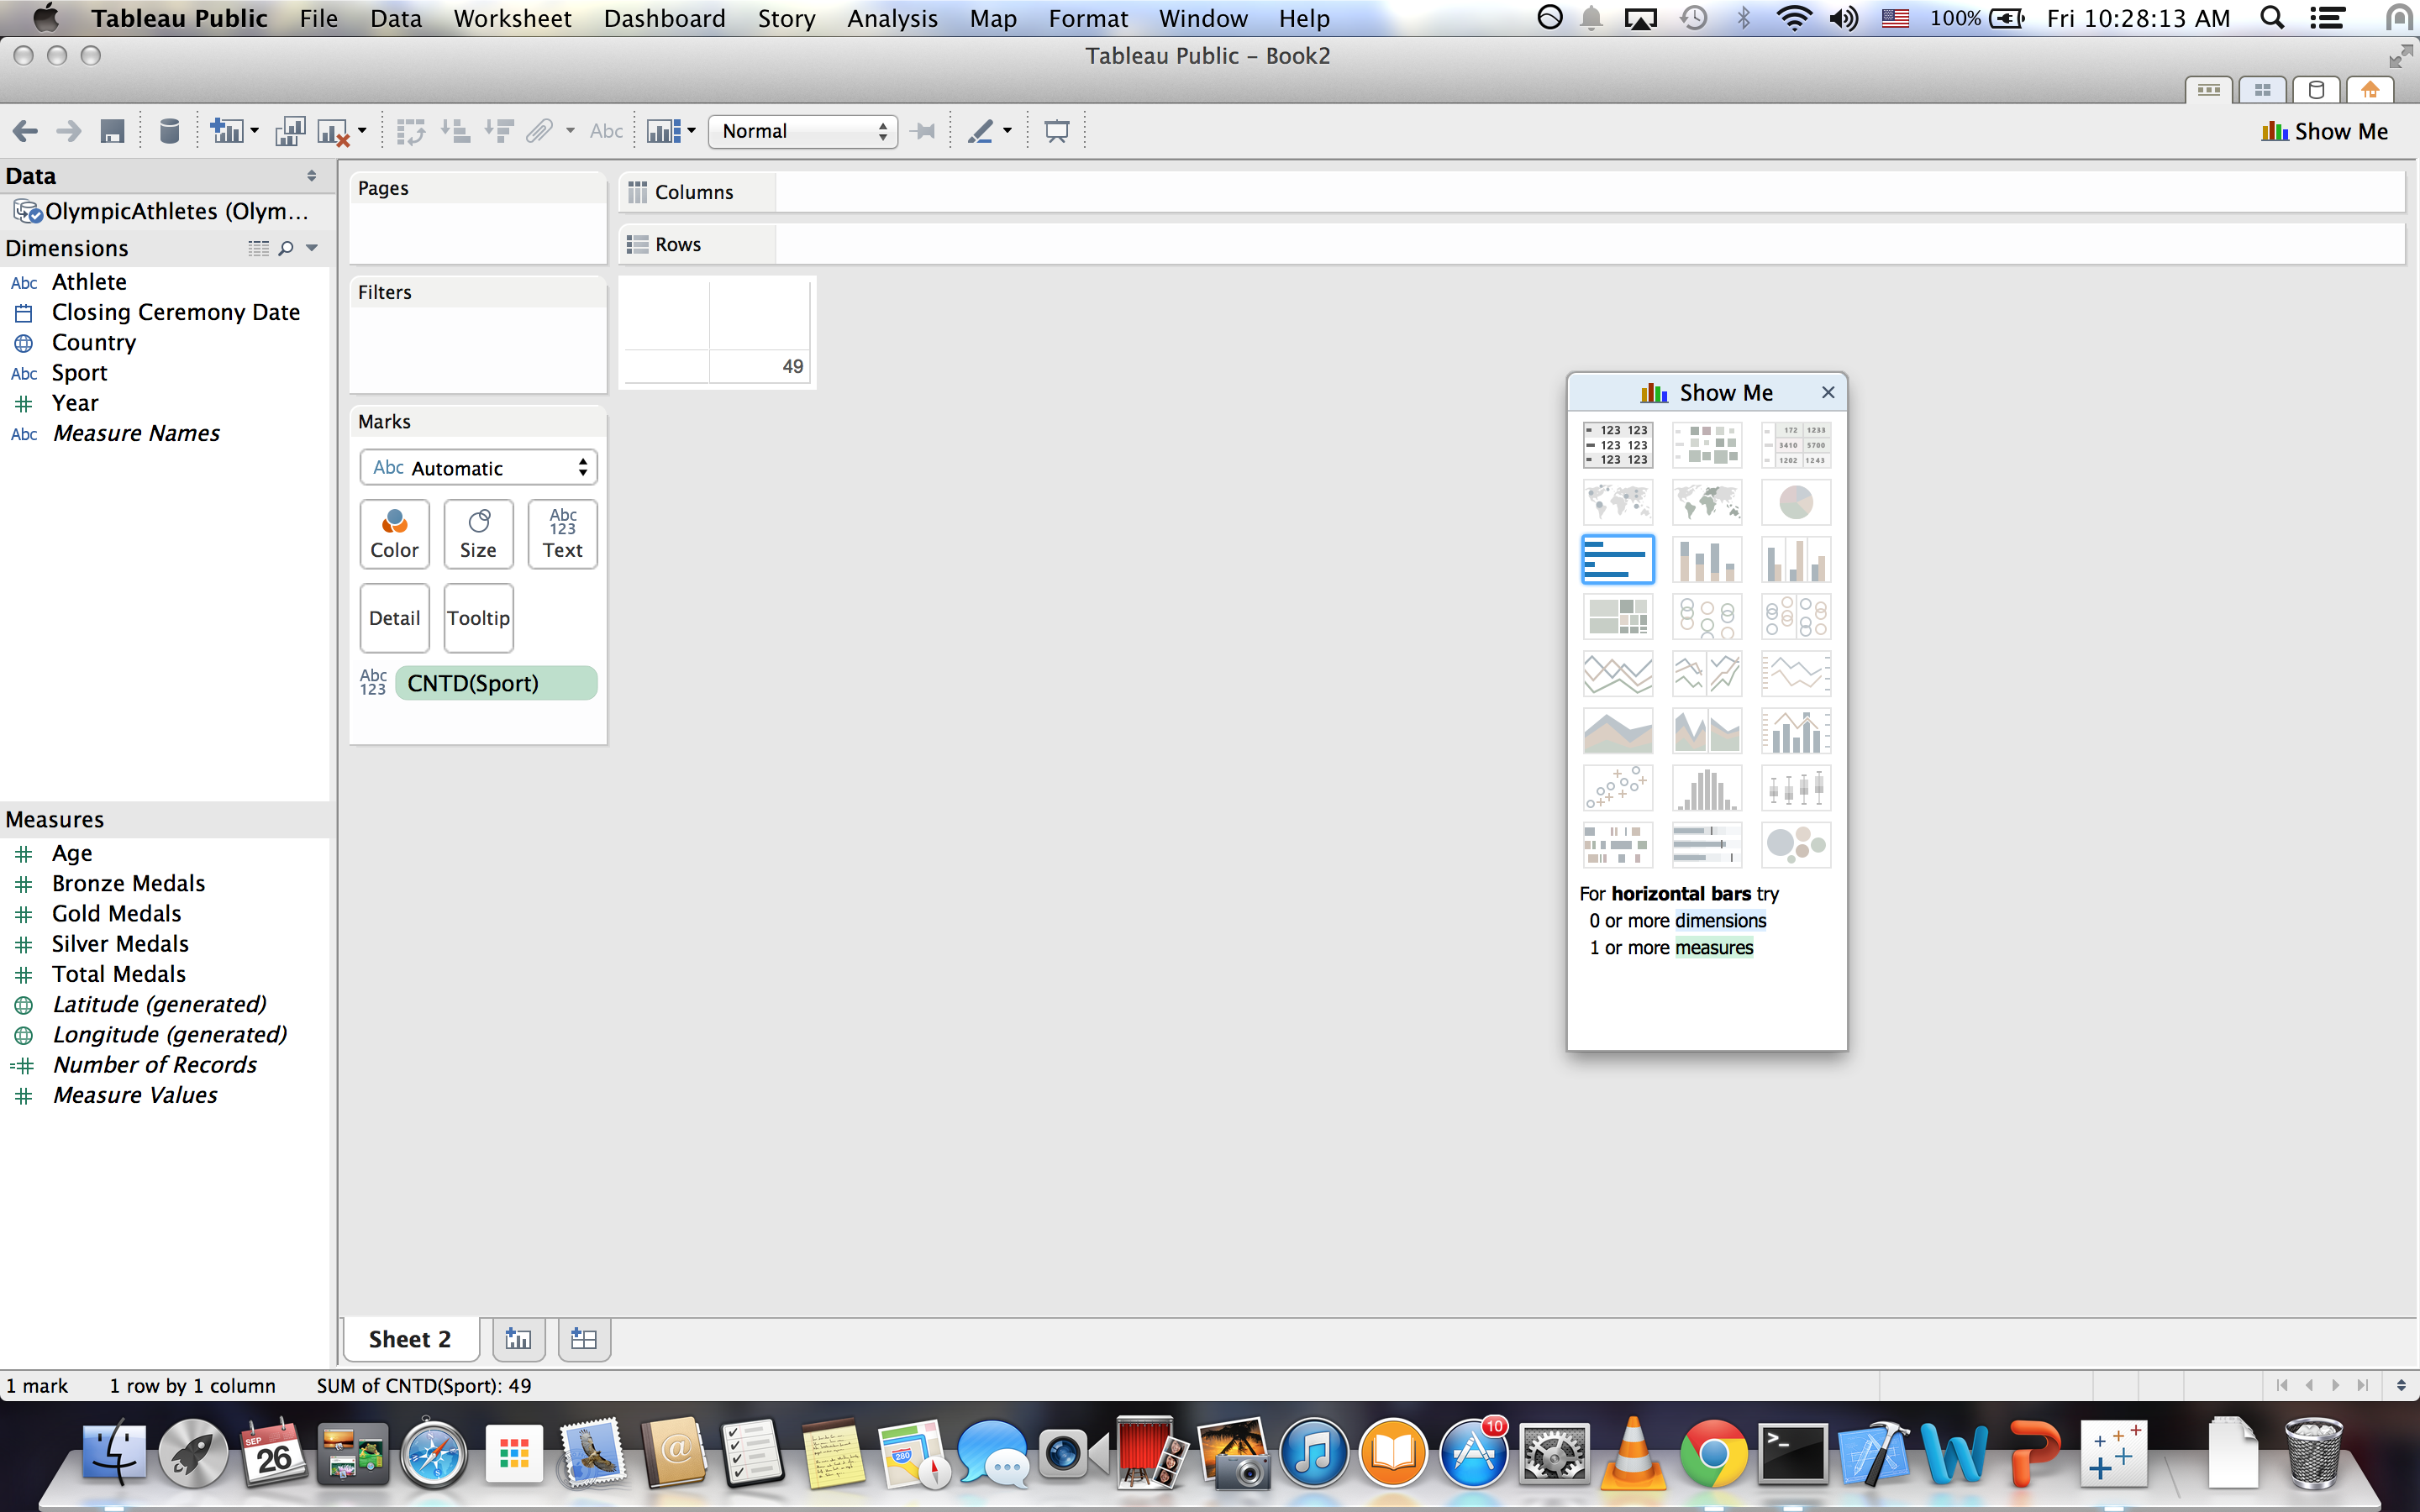 Tableau Public File Data Worksheet Dashboard Story Analysis Map Format Window Help 100% Fri 10:28:13 AM
Tableau Public – Book2
Abc Normal Show Me
Data
OlympicAthletes (Olym...
Dimensions
Abc Athlete
Closing Ceremony Date
Country
Abc Sport
Year
Abc Measure Names
Measures
Age
Bronze Medals
Gold Medals
Silver Medals
Total Medals
Latitude (generated)
Longitude (generated)
=# Number of Records
Measure Values
Pages
Filters
Marks
Abc Automatic
Color
Size
Abc
123
Text
Detail
Tooltip
Abc
123
CNTD(Sport)
Columns
Rows
49
Show Me
123 123
123 123
123 123
172 1233
3410 5700
1202 1243
For horizontal bars try
0 or more dimensions
1 or more measures
Sheet 2
1 mark 1 row by 1 column SUM of CNTD(Sport): 49
SEP
26
@
280
10